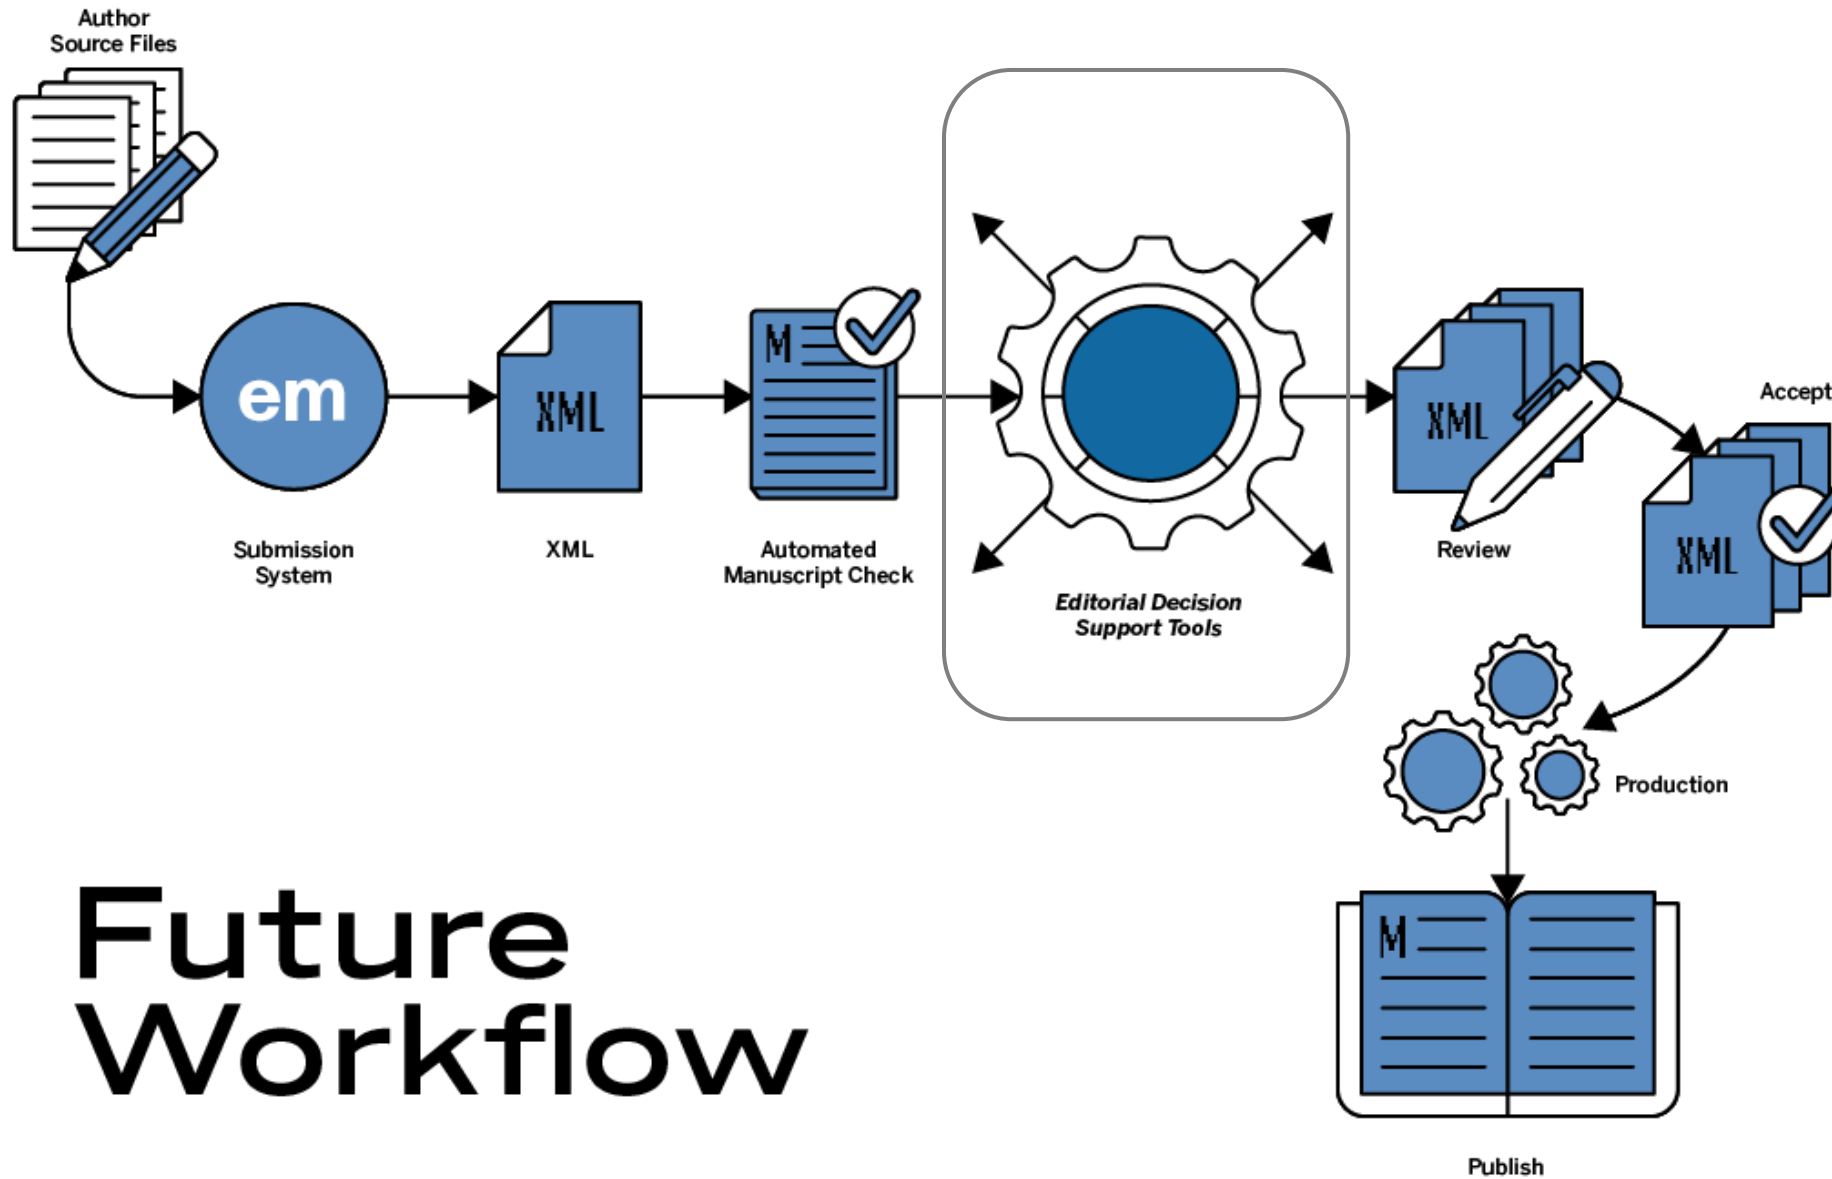 Author
Source Files
em
Submission
System
XML
XML
M
Automated
Manuscript Check
Editorial Decision
Support Tools
XML
Review
Accept
XML
Production
M
Publish
Future
Workflow